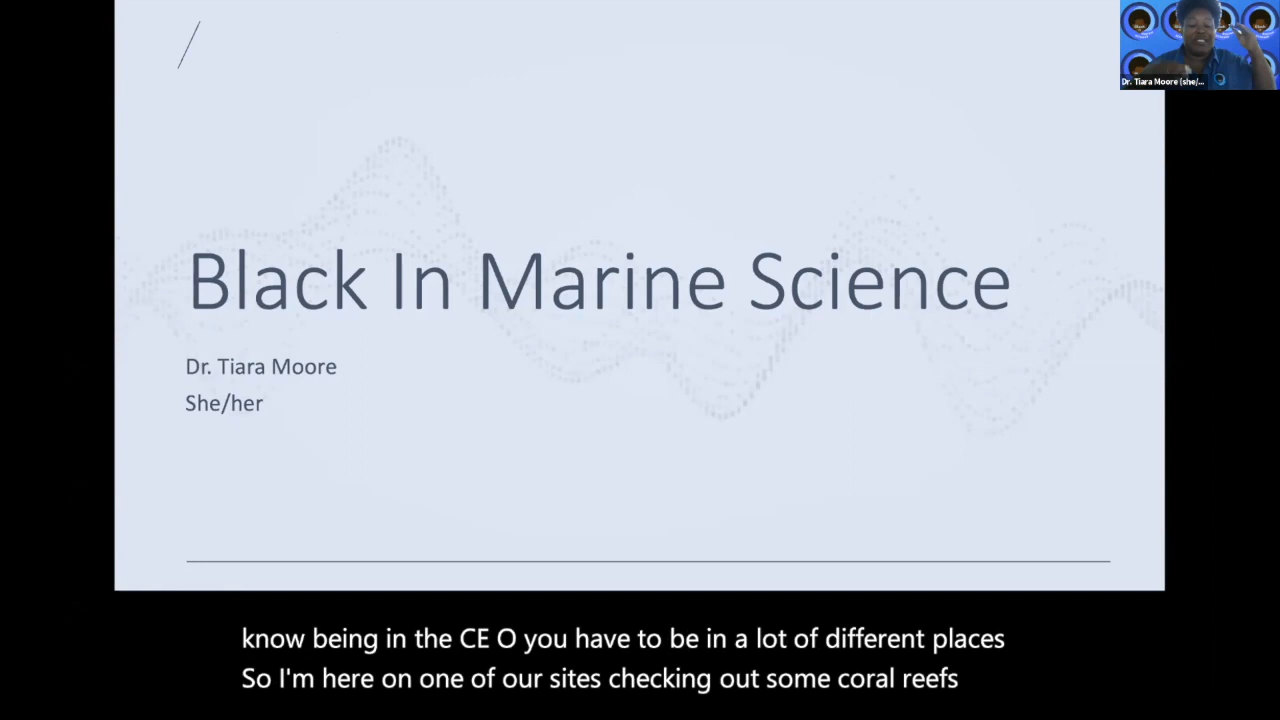 Dr. Tiara Moore (she/...
Black In Marine Science
Dr. Tiara Moore
She/her
know being in the CE O you have to be in a lot of different places
So I'm here on one of our sites checking out some coral reefs